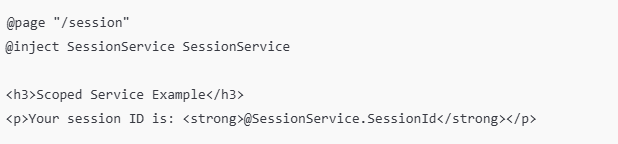 @page "/session"
@inject SessionService SessionService
<h3>Scoped Service Example</h3>
<p>Your session ID is: <strong>@SessionService.SessionId</strong></p>